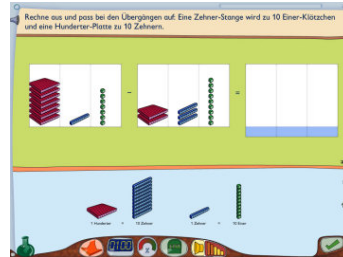 Rechne aus und pass bei den Übergängen auf: Eine Zehner-Stange wird zu 10 Einer-Klötzchen
und eine Hunderter-Platte zu 10 Zehnern.
- =
1 Hunderter = 10 Zehner 1 Zehner = 10 Einer